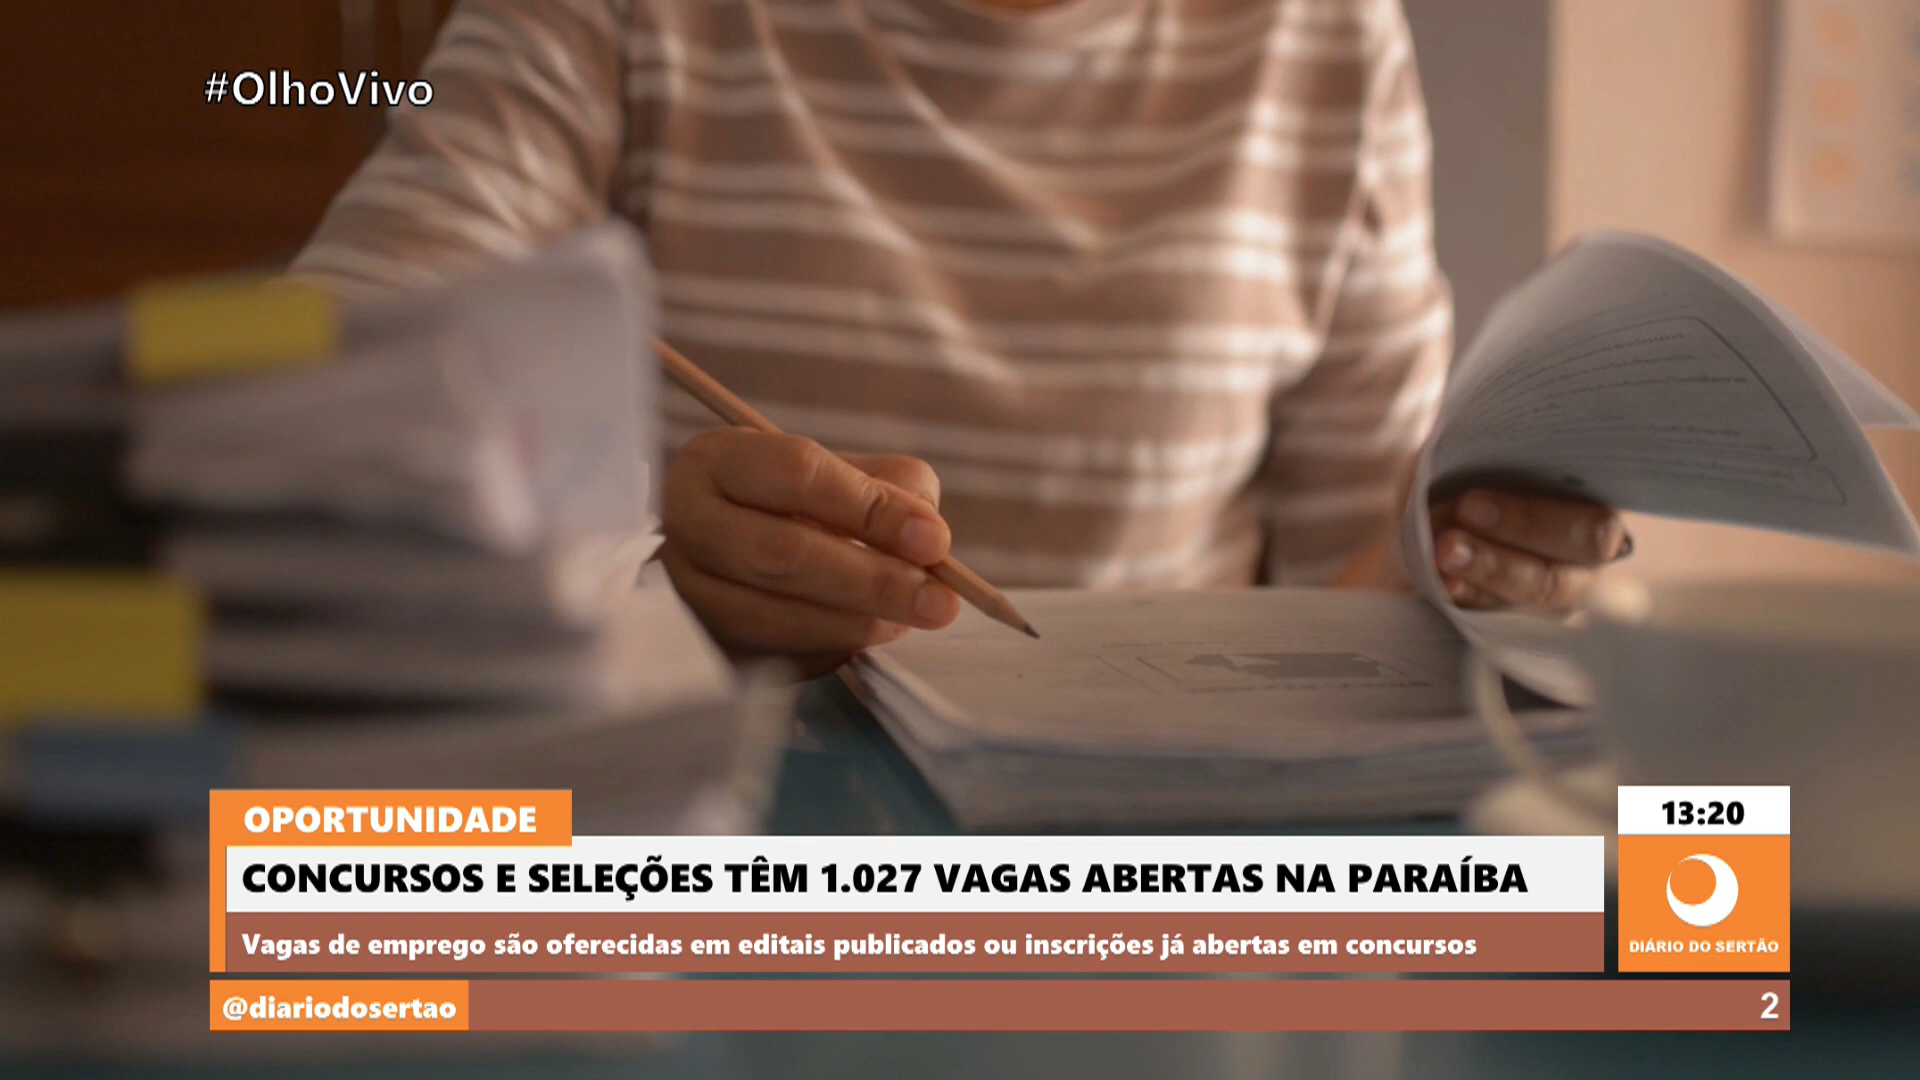 #OlhoVivo
OPORTUNIDADE
CONCURSOS E SELEÇÕES TÊM 1.027 VAGAS ABERTAS NA PARAÍBA
Vagas de emprego são oferecidas em editais publicados ou inscrições já abertas em concursos
13:20
DIÁRIO DO SERTÃO
@diariodosertao
2